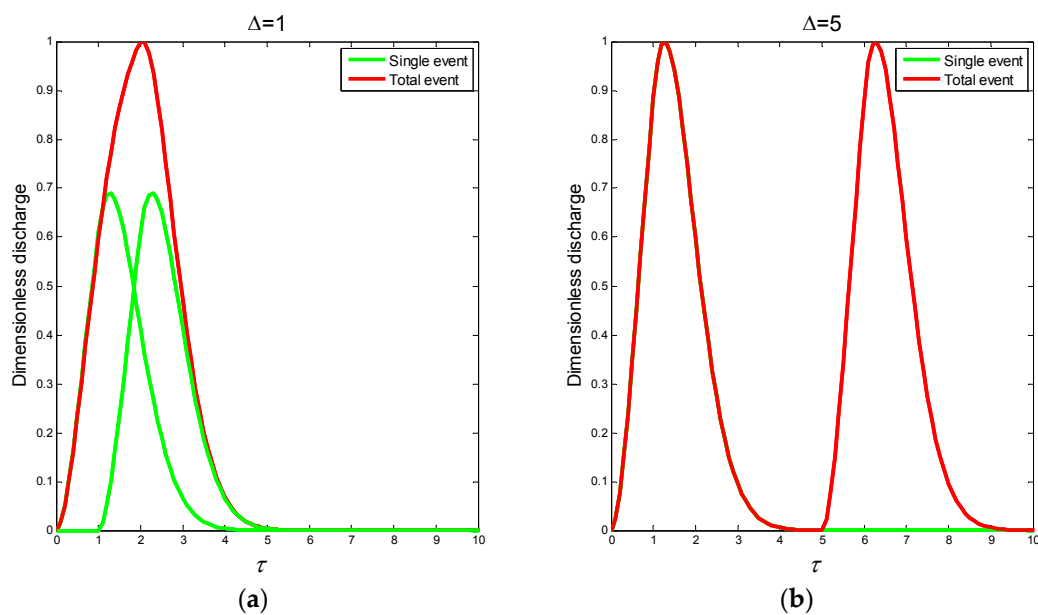 Δ=1
Single event
Total event
Dimensionless discharge
1
0.9
0.8
0.7
0.6
0.5
0.4
0.3
0.2
0.1
0
0 1 2 3 4 5 6 7 8 9 10
τ
(a)
Δ=5
Single event
Total event
Dimensionless discharge
1
0.9
0.8
0.7
0.6
0.5
0.4
0.3
0.2
0.1
0
0 1 2 3 4 5 6 7 8 9 10
τ
(b)